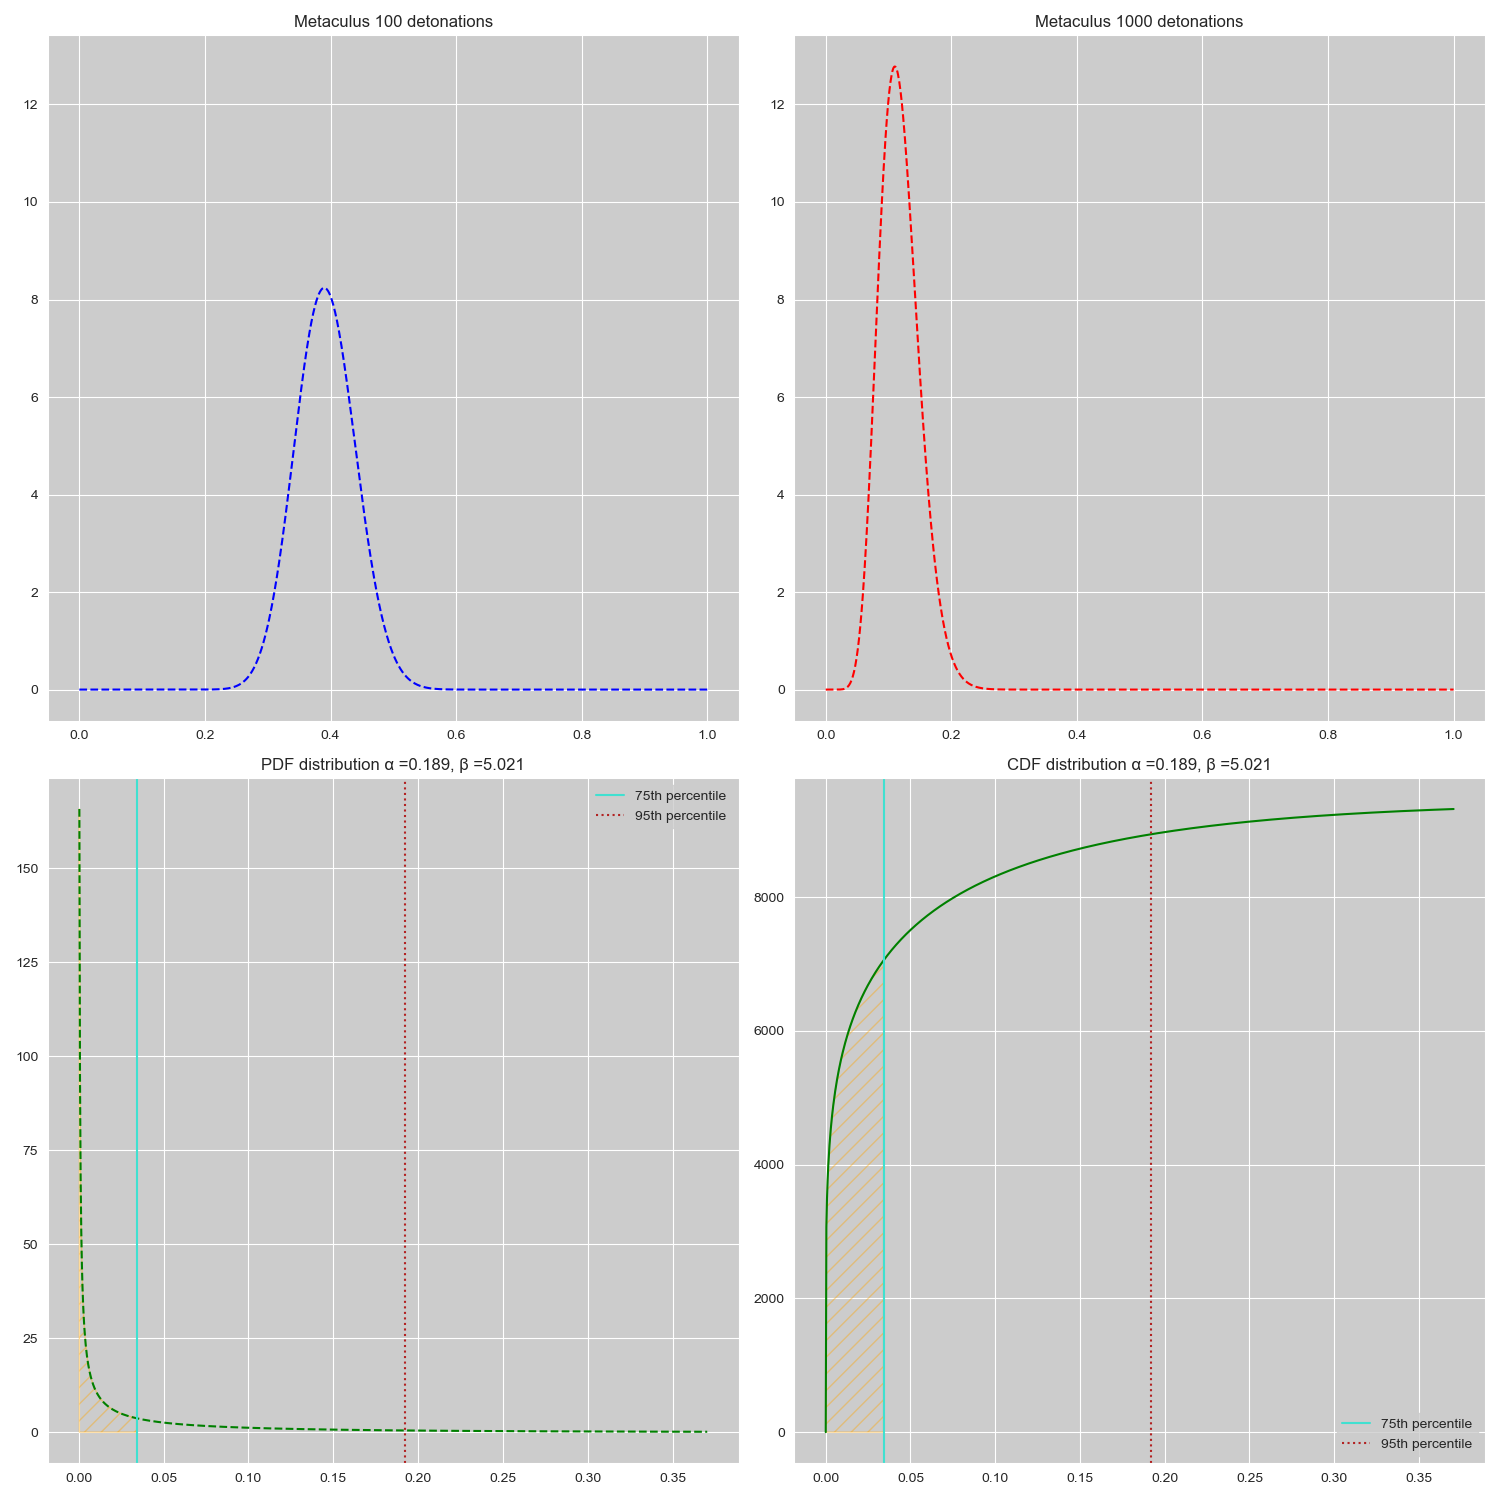 Metaculus 100 detonations
12
10
8
6
4
2
0
0.0 0.2 0.4 0.6 0.8 1.0
Metaculus 1000 detonations
12
10
8
6
4
2
0
0.0 0.2 0.4 0.6 0.8 1.0
PDF distribution α =0.189, β =5.021
75th percentile
95th percentile
150
125
100
75
50
25
0
0.00 0.05 0.10 0.15 0.20 0.25 0.30 0.35
CDF distribution α =0.189, β =5.021
8000
6000
4000
2000
0
75th percentile
95th percentile
0.00 0.05 0.10 0.15 0.20 0.25 0.30 0.35